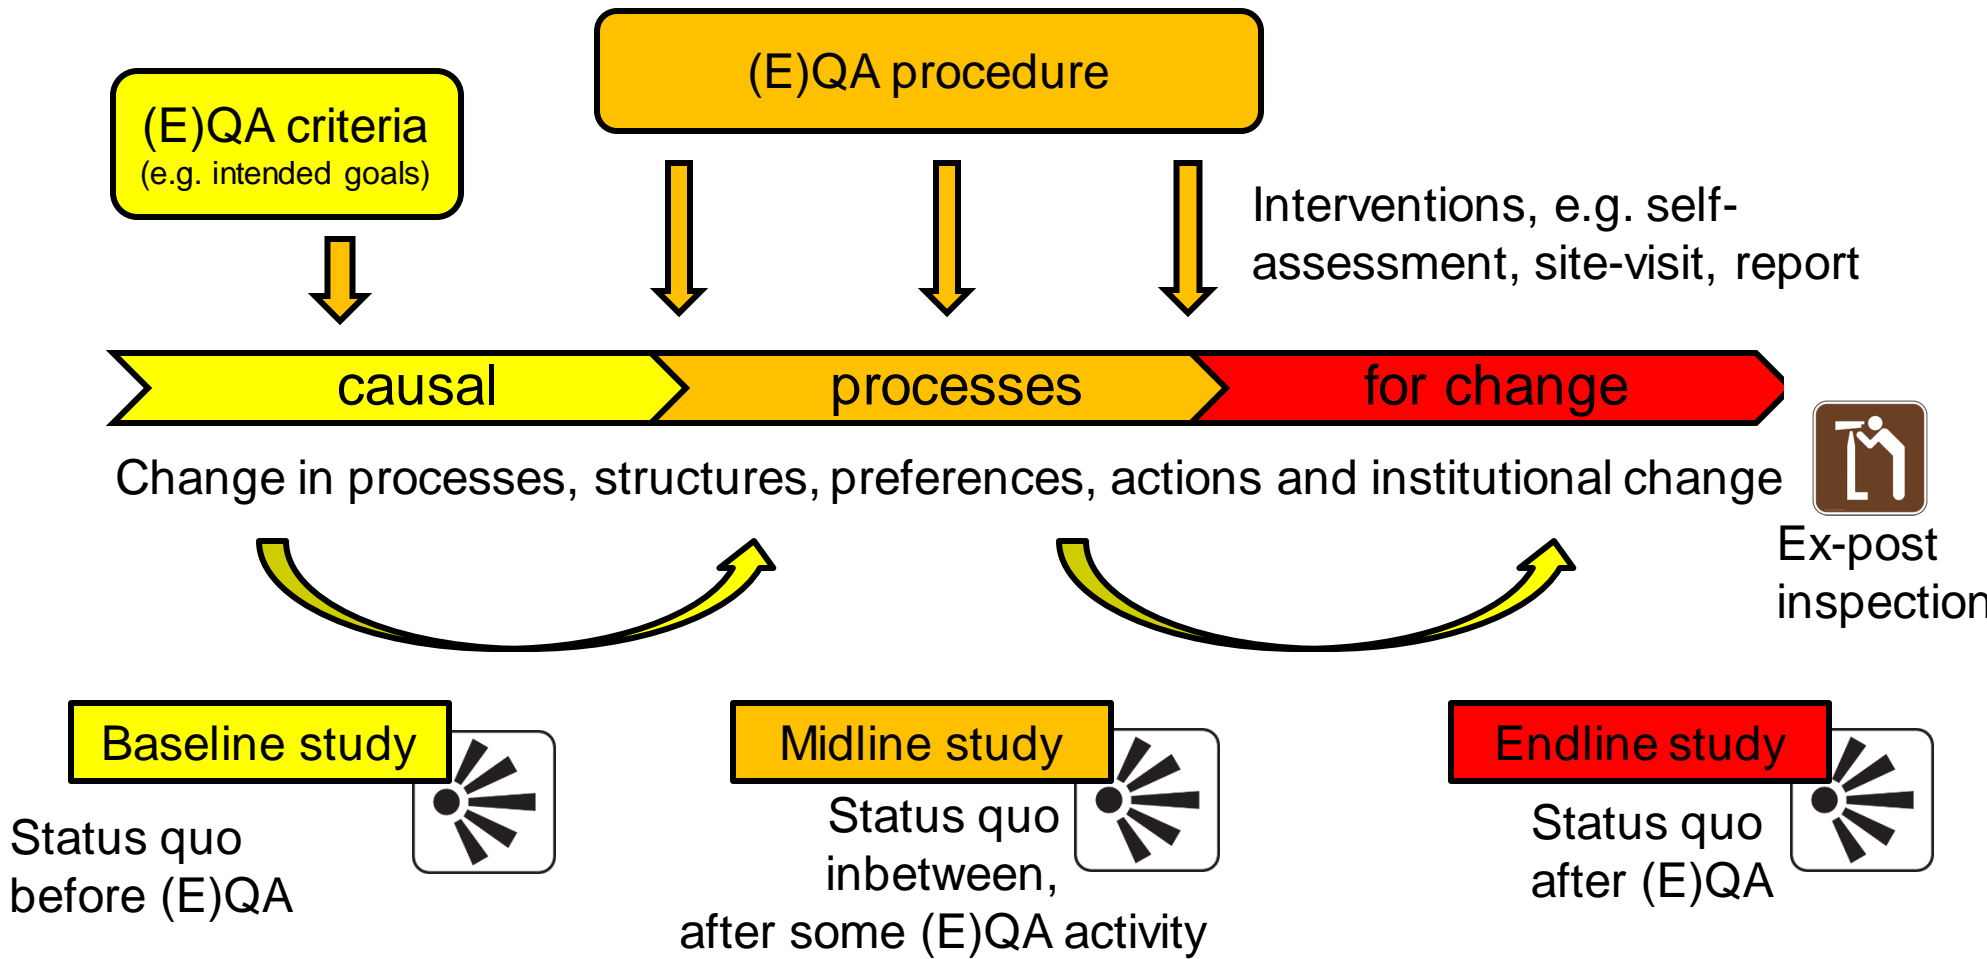 (E)QA procedure
(E)QA criteria
(e.g. intended goals)
Interventions, e.g. self-
assessment, site-visit, report
causal
processes
for change
Change in processes, structures, preferences, actions and institutional change
Ex-post
inspection
Baseline study
Midline study
Endline study
Status quo
before (E)QA
Status quo
inbetween,
after some (E)QA activity
Status quo
after (E)QA